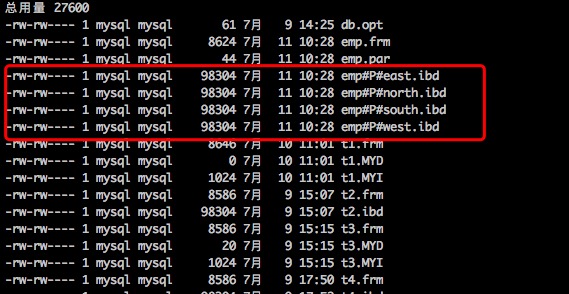 总用量 27600
-rw-rw---- 1 mysql mysql    61 7月   9 14:25 db.opt
-rw-rw---- 1 mysql mysql  8624 7月  11 10:28 emp.frm
-rw-rw---- 1 mysql mysql    44 7月  11 10:28 emp.par
-rw-rw---- 1 mysql mysql 98304 7月  11 10:28 emp#P#east.ibd
-rw-rw---- 1 mysql mysql 98304 7月  11 10:28 emp#P#north.ibd
-rw-rw---- 1 mysql mysql 98304 7月  11 10:28 emp#P#south.ibd
-rw-rw---- 1 mysql mysql 98304 7月  11 10:28 emp#P#west.ibd
-rw-rw---- 1 mysql mysql  8646 7月  10 11:01 t1.frm
-rw-rw---- 1 mysql mysql     0 7月  10 11:01 t1.MYD
-rw-rw---- 1 mysql mysql  1024 7月  10 11:01 t1.MYI
-rw-rw---- 1 mysql mysql  8586 7月   9 15:07 t2.frm
-rw-rw---- 1 mysql mysql 98304 7月   9 15:07 t2.ibd
-rw-rw---- 1 mysql mysql  8586 7月   9 15:15 t3.frm
-rw-rw---- 1 mysql mysql    20 7月   9 15:15 t3.MYD
-rw-rw---- 1 mysql mysql  1024 7月   9 15:15 t3.MYI
-rw-rw---- 1 mysql mysql  8586 7月   9 17:50 t4.frm